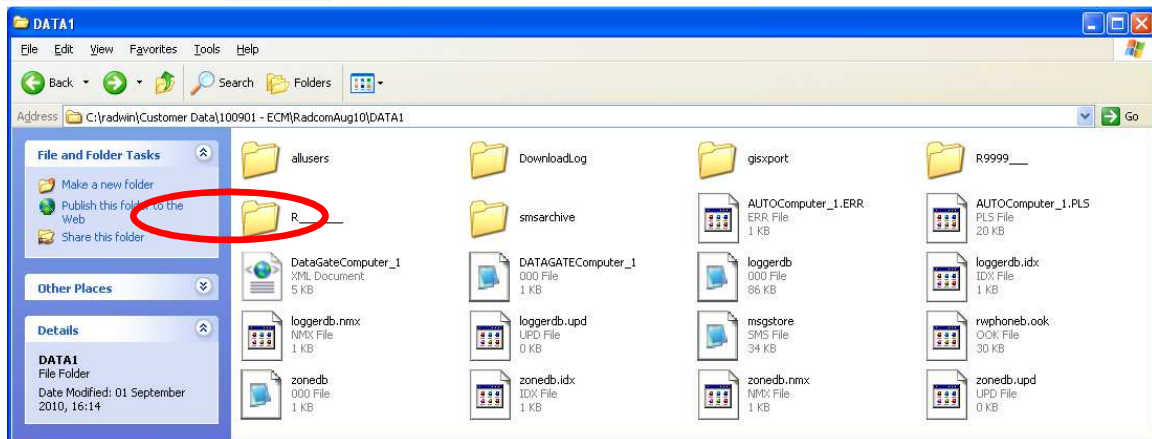 DATA1
File Edit View Favorites Tools Help
Back Search Folders
Address C:\radwin\Customer Data\100901 - ECM\RadcomAug10\DATA1 Go
File and Folder Tasks
Make a new folder
Publish this folder to the
Web
Share this folder
Other Places
Details
DATA1
File Folder
Date Modified: 01 September
2010, 16:14
allusers
DownloadLog
gisxport
R9999___
R_______
smsarchive
AUTOComputer_1.ERR
ERR File
1 KB
AUTOComputer_1.PLS
PLS File
20 KB
DataGateComputer_1
XML Document
5 KB
DATAGATEComputer_1
000 File
1 KB
loggerdb
000 File
86 KB
loggerdb.idx
IDX File
1 KB
loggerdb.nmx
NMX File
1 KB
loggerdb.upd
UPD File
0 KB
msgstore
SMS File
34 KB
rwphoneb.ook
OOK File
30 KB
zonedb
000 File
1 KB
zonedb.idx
IDX File
1 KB
zonedb.nmx
NMX File
1 KB
zonedb.upd
UPD File
0 KB